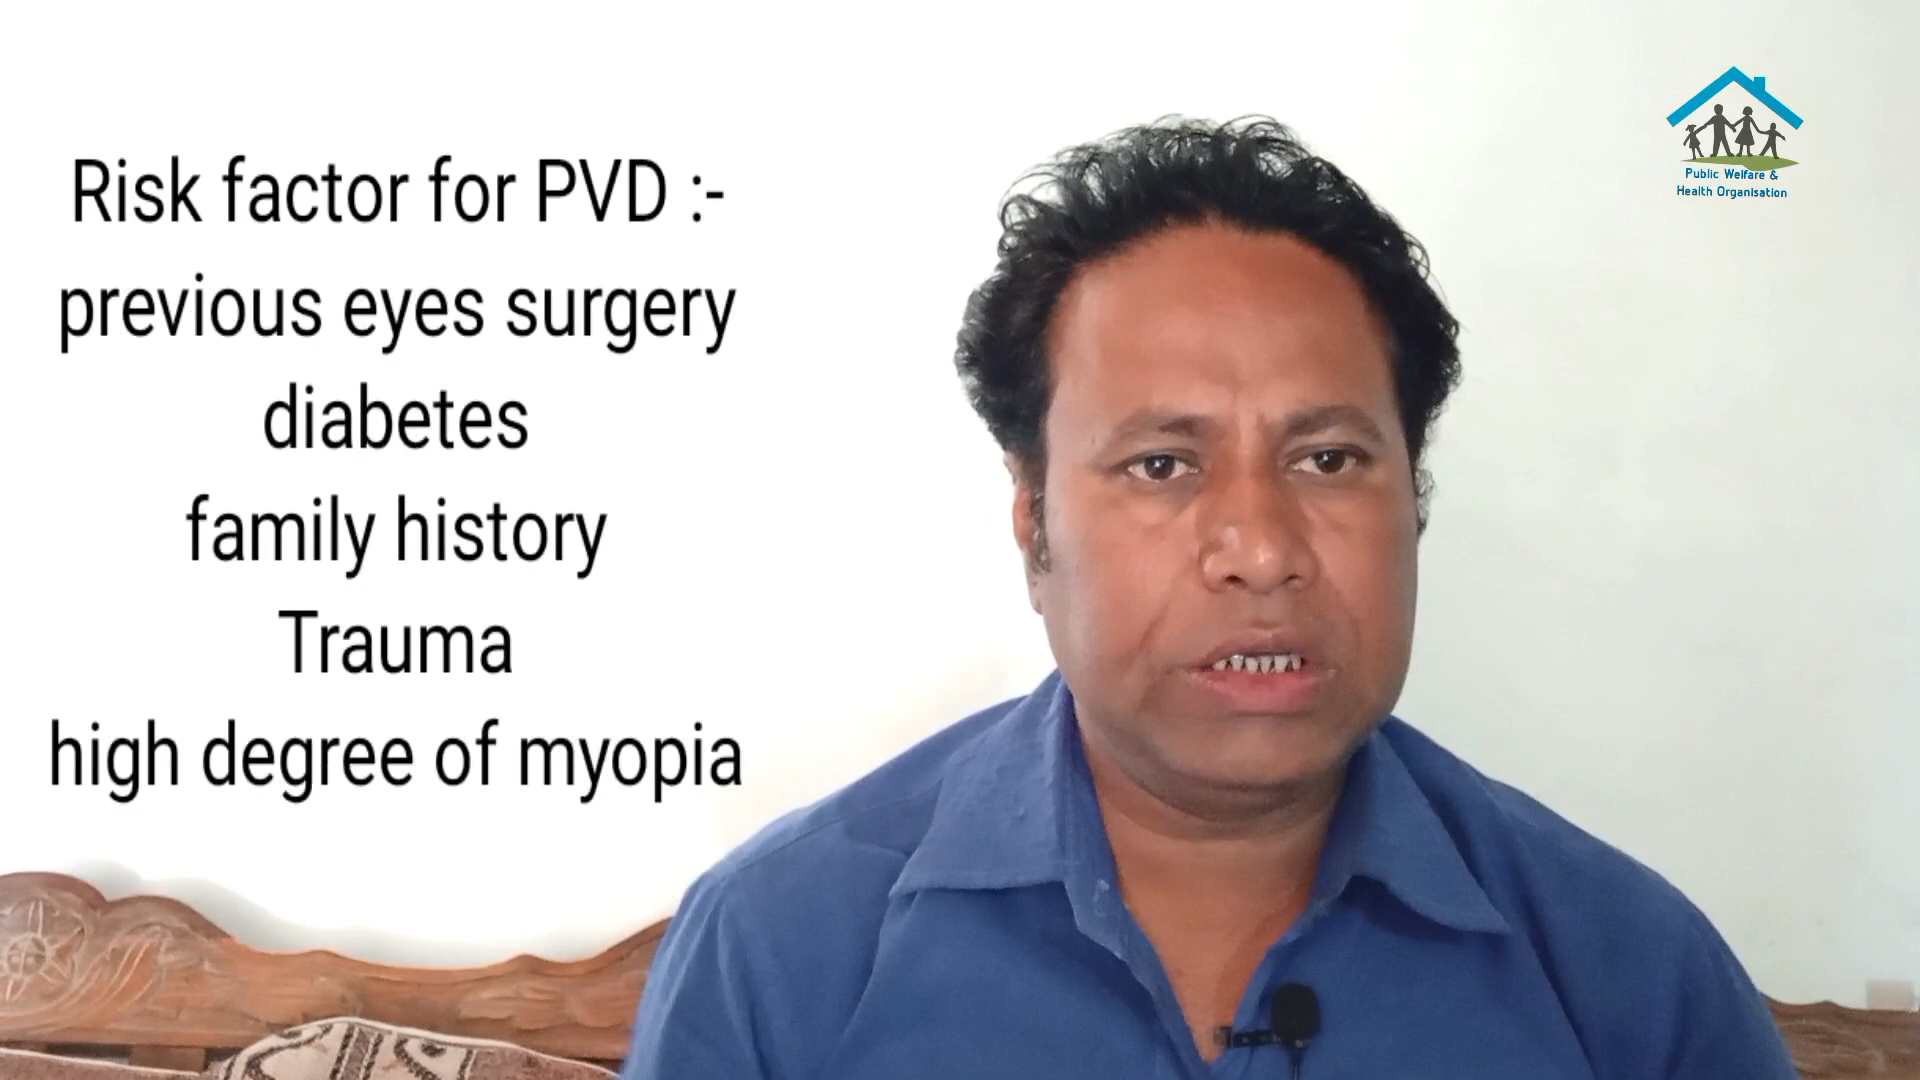 Risk factor for PVD :-
previous eyes surgery
diabetes
family history
Trauma
high degree of myopia
Public Welfare &
Health Organisation